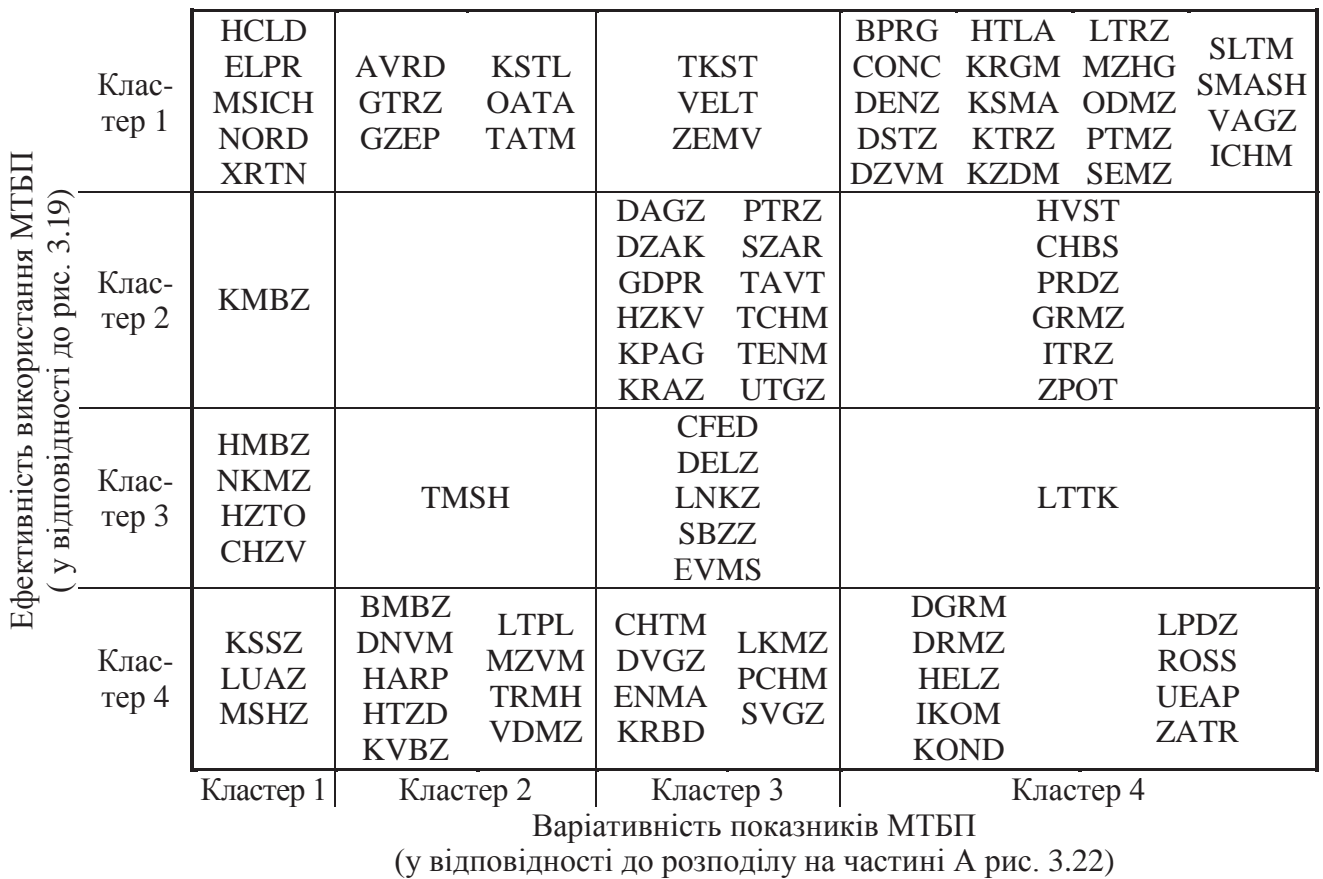 Ефективність використання МТБП
( у відповідності до рис. 3.19)
Клас-
тер 1
HCLD
ELPR
MSICH
NORD
XRTN
AVRD KSTL
GTRZ OATA
GZEP TATM
TKST
VELT
ZEMV
BPRG HTLA LTRZ
CONC KRGM MZHG
DENZ KSMA ODMZ
DSTZ KTRZ PTMZ
DZVM KZDM SEMZ
SLTM
SMASH
VAGZ
ICHM
Клас-
тер 2
KMBZ
DAGZ PTRZ
DZAK SZAR
GDPR TAVT
HZKV TCHM
KPAG TENM
KRAZ UTGZ
HVST
CHBS
PRDZ
GRMZ
ITRZ
ZPOT
Клас-
тер 3
HMBZ
NKMZ
HZTO
CHZV
TMSH
CFED
DELZ
LNKZ
SBZZ
EVMS
LTTK
Клас-
тер 4
KSSZ
LUAZ
MSHZ
BMBZ
DNVM
HARP
HTZD
KVBZ
LTPL
MZVM
TRMH
VDMZ
CHTM
DVGZ
ENMA
KRBD
LKMZ
PCHM
SVGZ
DGRM
DRMZ
HELZ
IKOM
KOND
LPDZ
ROSS
UEAP
ZATR
Кластер 1 Кластер 2 Кластер 3 Кластер 4
Варіативність показників МТБП
(у відповідності до розподілу на частині А рис. 3.22)